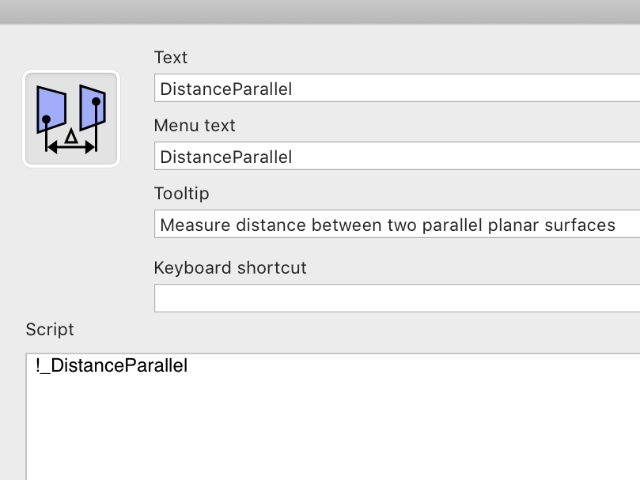 Text
DistanceParallel
Menu text
DistanceParallel
Tooltip
Measure distance between two parallel planar surfaces
Keyboard shortcut
Script
!_DistanceParallel